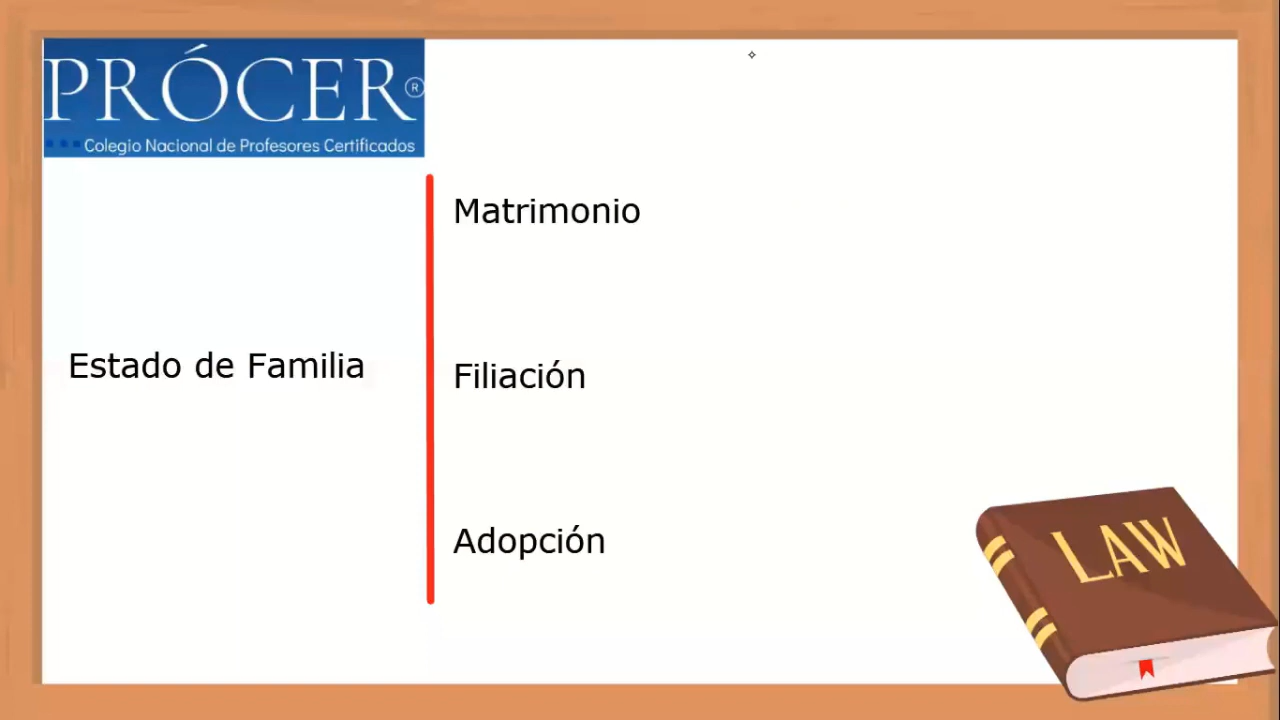 PRÓCER®
Colegio Nacional de Profesores Certificados
Matrimonio
Estado de Familia
Filiación
Adopción
LAW